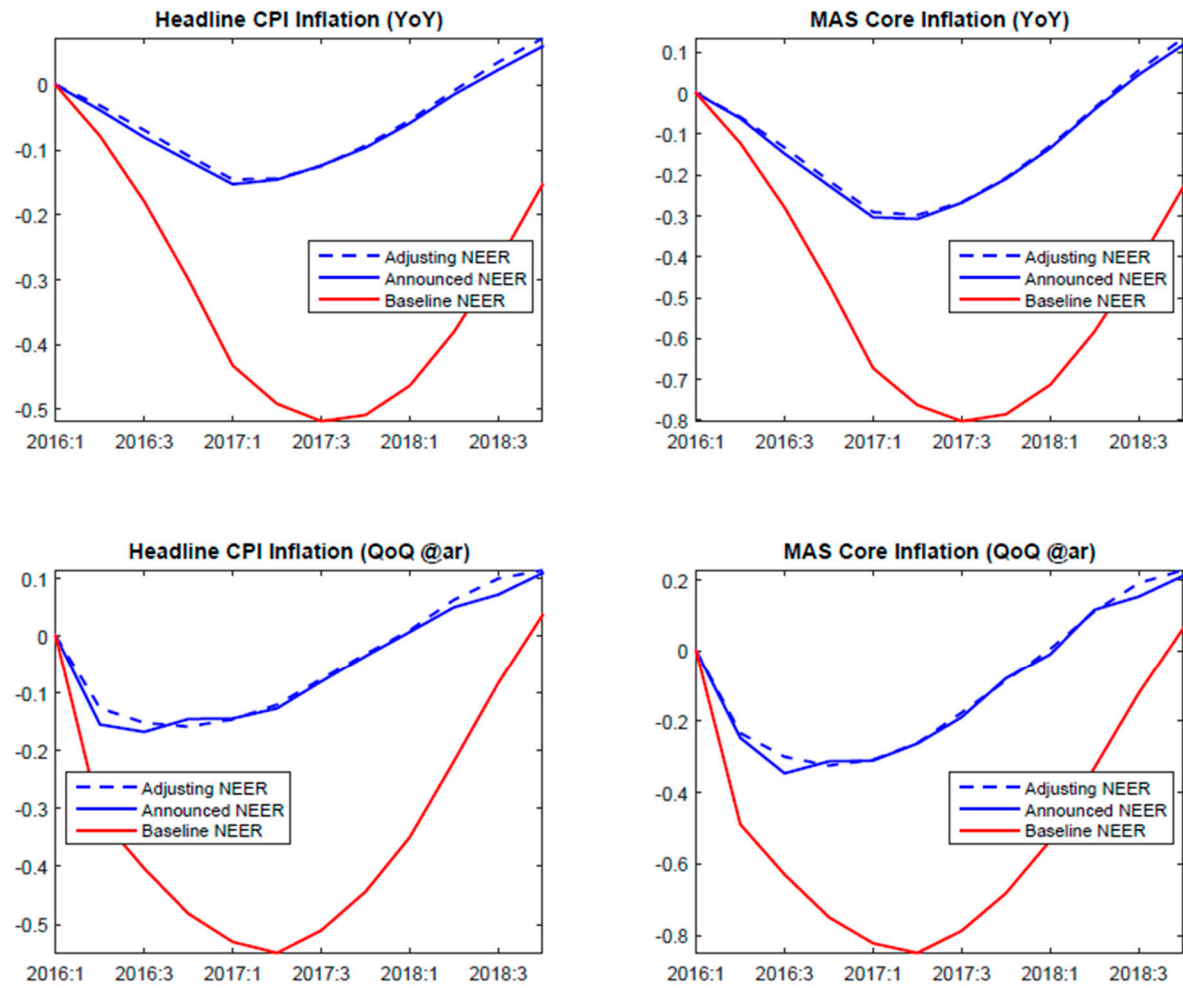 Headline CPI Inflation (YoY)
0
-0.1
-0.2
-0.3
-0.4
-0.5
Adjusting NEER
Announced NEER
Baseline NEER
2016:1 2016:3 2017:1 2017:3 2018:1 2018:3
MAS Core Inflation (YoY)
0.1
0
-0.1
-0.2
-0.3
-0.4
-0.5
-0.6
-0.7
-0.8
Adjusting NEER
Announced NEER
Baseline NEER
2016:1 2016:3 2017:1 2017:3 2018:1 2018:3
Headline CPI Inflation (QoQ @ar)
0.1
0
-0.1
-0.2
-0.3
-0.4
-0.5
Adjusting NEER
Announced NEER
Baseline NEER
2016:1 2016:3 2017:1 2017:3 2018:1 2018:3
MAS Core Inflation (QoQ @ar)
0.2
0
-0.2
-0.4
-0.6
-0.8
Adjusting NEER
Announced NEER
Baseline NEER
2016:1 2016:3 2017:1 2017:3 2018:1 2018:3